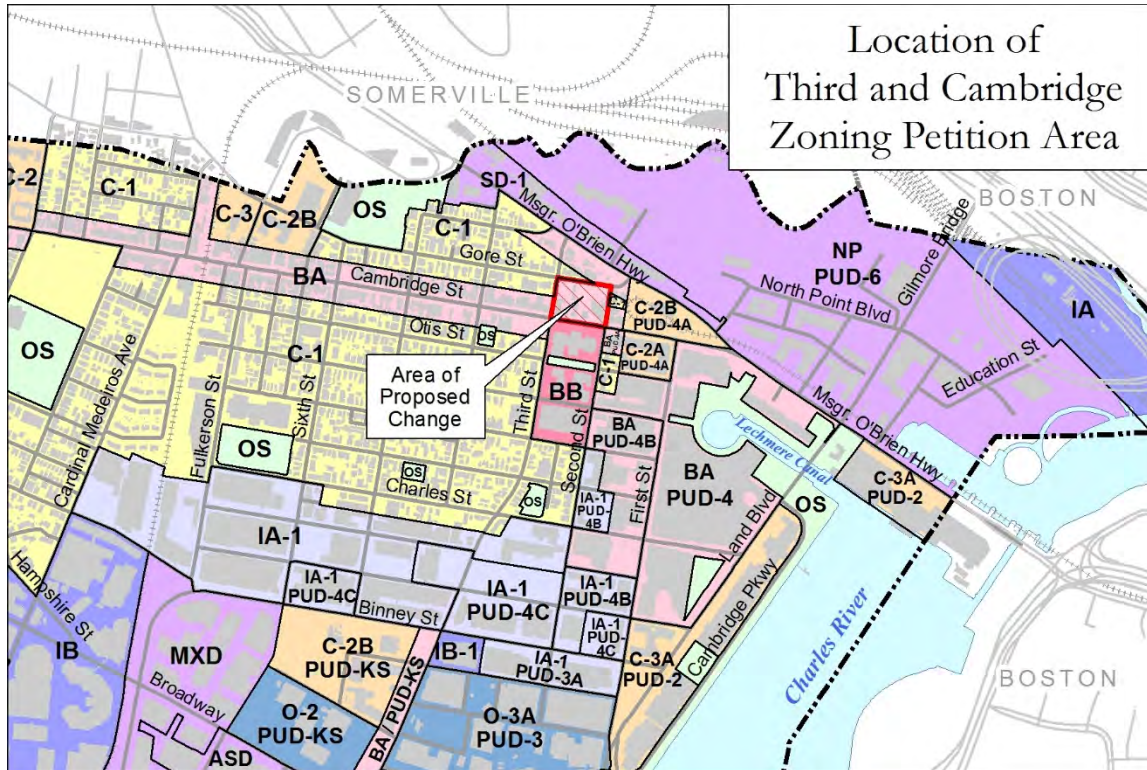 Location of
Third and Cambridge
Zoning Petition Area
SOMERVILLE
BOSTON
C-2
C-1
C-3
C-2B
OS
SD-1
C-1
Gore St
Msgr. O'Brien Hwy
NP
PUD-6
Gilmore Bridge
North Point Blvd
IA
BA
Cambridge St
C-2B
PUD-4A
Otis St
OS
C-2A
PUD-4A
BA
C-1
Education St
OS
C-1
Area of
Proposed
Change
Third St
BB
Second St
Msgr. O'Brien Hwy
Cardinal Medeiros Ave
Fulkerson St
Sixth St
BA
PUD-4B
First St
BA
PUD-4
Lechmere Canal
C-3A
PUD-2
OS
OS
OS
Charles St
OS
IA-1
PUD-
4B
Land Blvd
Cambridge Pkwy
Charles River
IA-1
Hampshire St
IA-1
PUD-4C
Binney St
IA-1
PUD-4C
IA-1
PUD-4B
IA-1
PUD-
4C
IB
MXD
Broadway
C-2B
PUD-KS
IB-1
IA-1
PUD-3A
C-3A
PUD-2
BOSTON
O-2
PUD-KS
BA / PUD-KS
O-3A
PUD-3
ASD